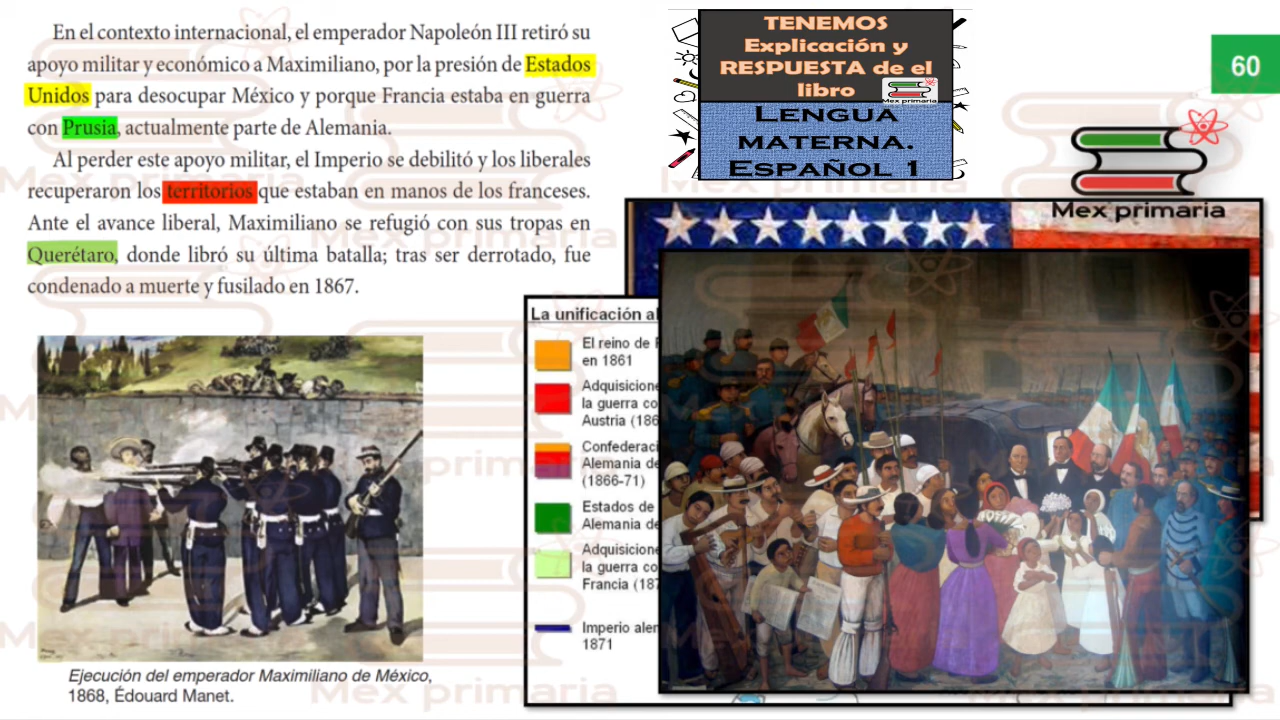 En el contexto internacional, el emperador Napoleón III retiró su
apoyo militar y económico a Maximiliano, por la presión de Estados
Unidos para desocupar México y porque Francia estaba en guerra
con Prusia, actualmente parte de Alemania.
Al perder este apoyo militar, el Imperio se debilitó y los liberales
recuperaron los territorios que estaban en manos de los franceses.
Ante el avance liberal, Maximiliano se refugió con sus tropas en
Querétaro, donde libró su última batalla; tras ser derrotado, fue
condenado a muerte y fusilado en 1867.
Ejecución del emperador Maximiliano de México,
1868, Édouard Manet.
TENEMOS
Explicación y
RESPUESTA de el
libro
Mex primaria
LENGUA
MATERNA.
ESPAÑOL 1
60
Mex primaria
La unificación al
El reino de
en 1861
Adquisicione
la guerra co
Austria (186
Confederaci
Alemania de
(1866-71)
Estados de
Alemania de
Adquisicione
la guerra co
Francia (187
Imperio aler
1871
Mex primaria